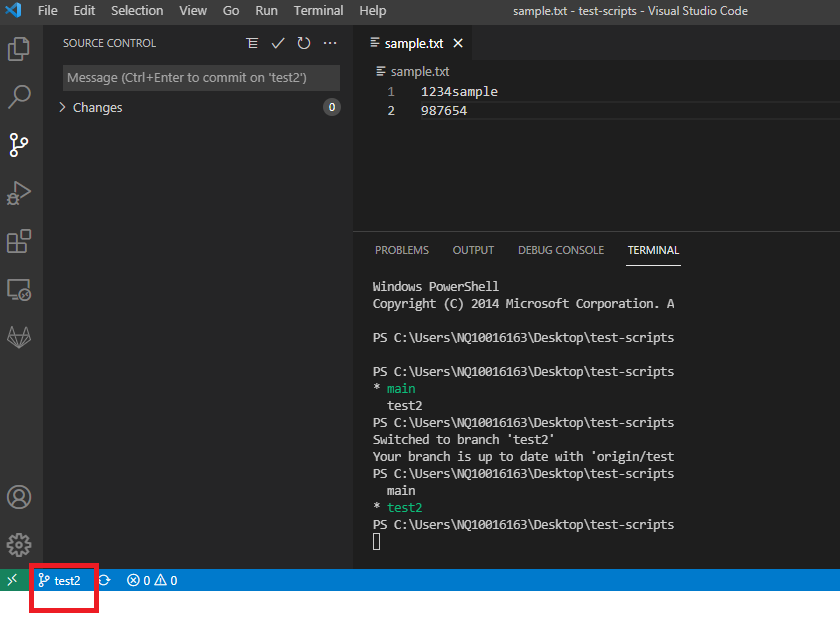 File Edit Selection View Go Run Terminal Help
sample.txt - test-scripts - Visual Studio Code
SOURCE CONTROL
Message (Ctrl+Enter to commit on 'test2')
Changes 0
sample.txt
sample.txt
1 1234sample
2 987654
PROBLEMS OUTPUT DEBUG CONSOLE TERMINAL
Windows PowerShell
Copyright (C) 2014 Microsoft Corporation. A
PS C:\Users\NQ10016163\Desktop\test-scripts
PS C:\Users\NQ10016163\Desktop\test-scripts
* main
test2
PS C:\Users\NQ10016163\Desktop\test-scripts
Switched to branch 'test2'
Your branch is up to date with 'origin/test
PS C:\Users\NQ10016163\Desktop\test-scripts
main
* test2
PS C:\Users\NQ10016163\Desktop\test-scripts
test2 0 0